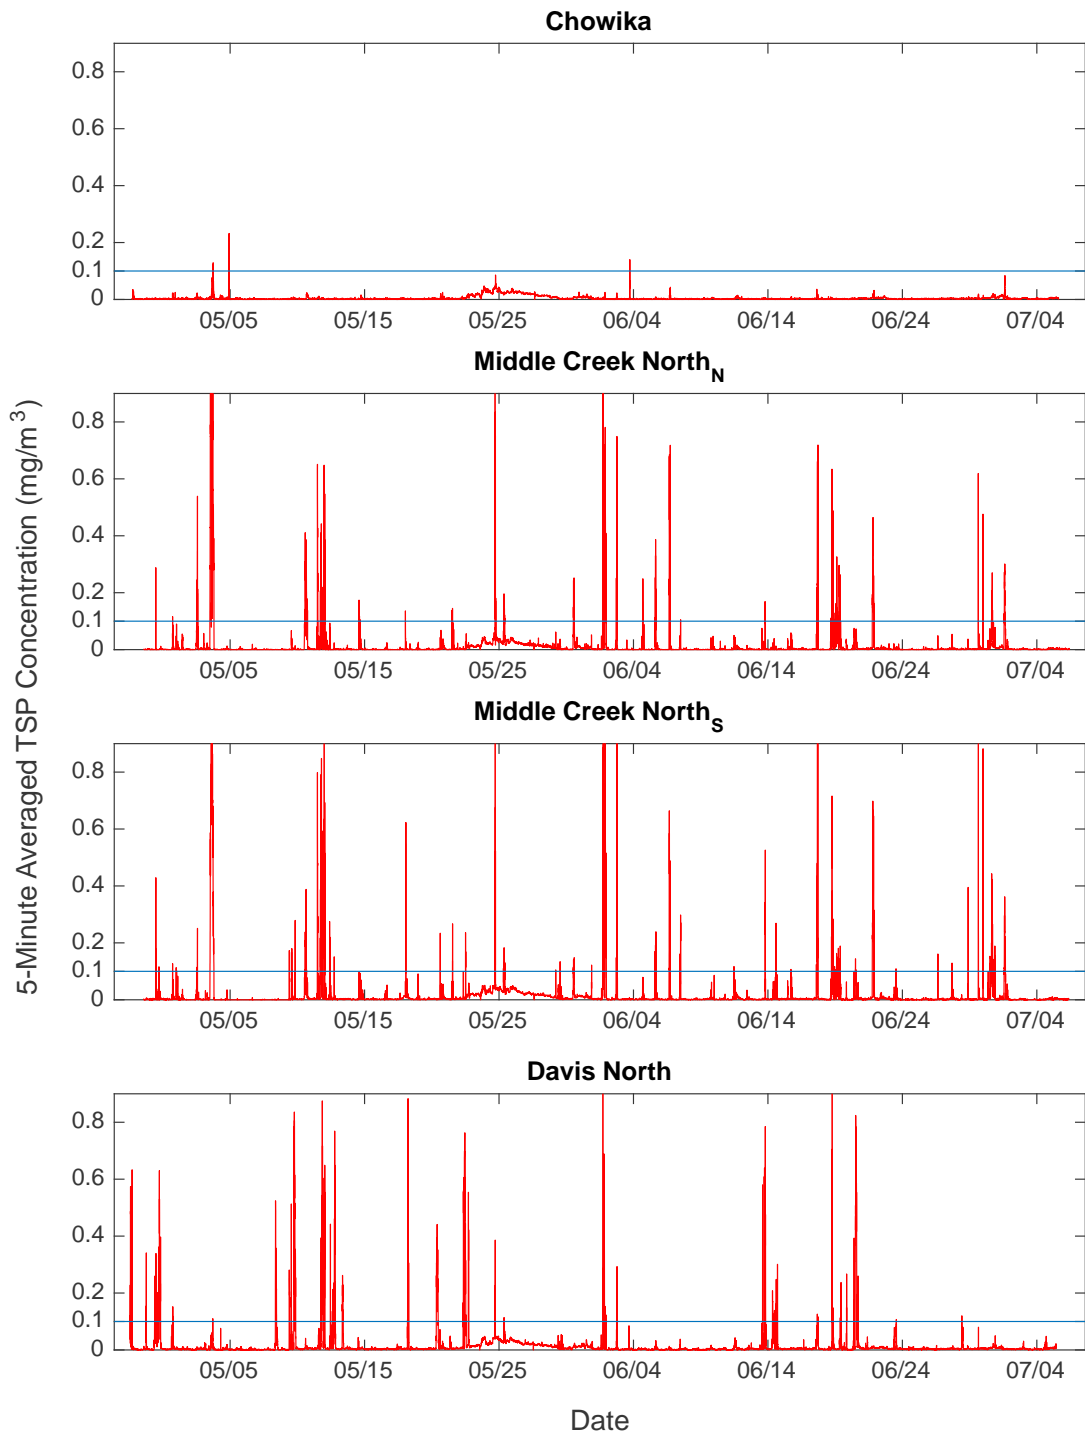 Chowika
0.8
0.6
0.4
0.2
0.1
0
05/05 05/15 05/25 06/04 06/14 06/24 07/04
Middle Creek North_N
0.8
0.6
0.4
0.2
0.1
0
05/05 05/15 05/25 06/04 06/14 06/24 07/04
5-Minute Averaged TSP Concentration (mg/m³)
Middle Creek North_S
0.8
0.6
0.4
0.2
0.1
0
05/05 05/15 05/25 06/04 06/14 06/24 07/04
Davis North
0.8
0.6
0.4
0.2
0.1
0
05/05 05/15 05/25 06/04 06/14 06/24 07/04
Date